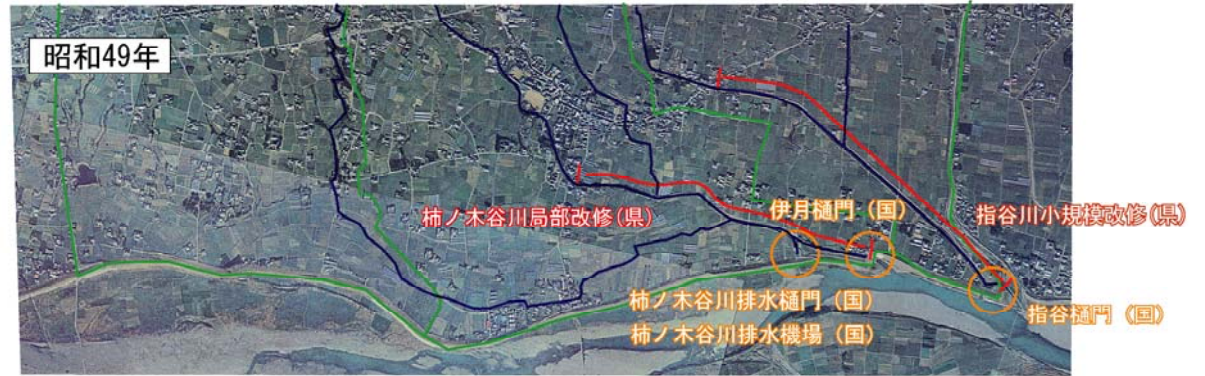 昭和49年
柿ノ木谷川局部改修(県)
伊月樋門（国）
指谷川小規模改修(県)
柿ノ木谷川排水樋門（国）
柿ノ木谷川排水機場（国）
指谷樋門（国）